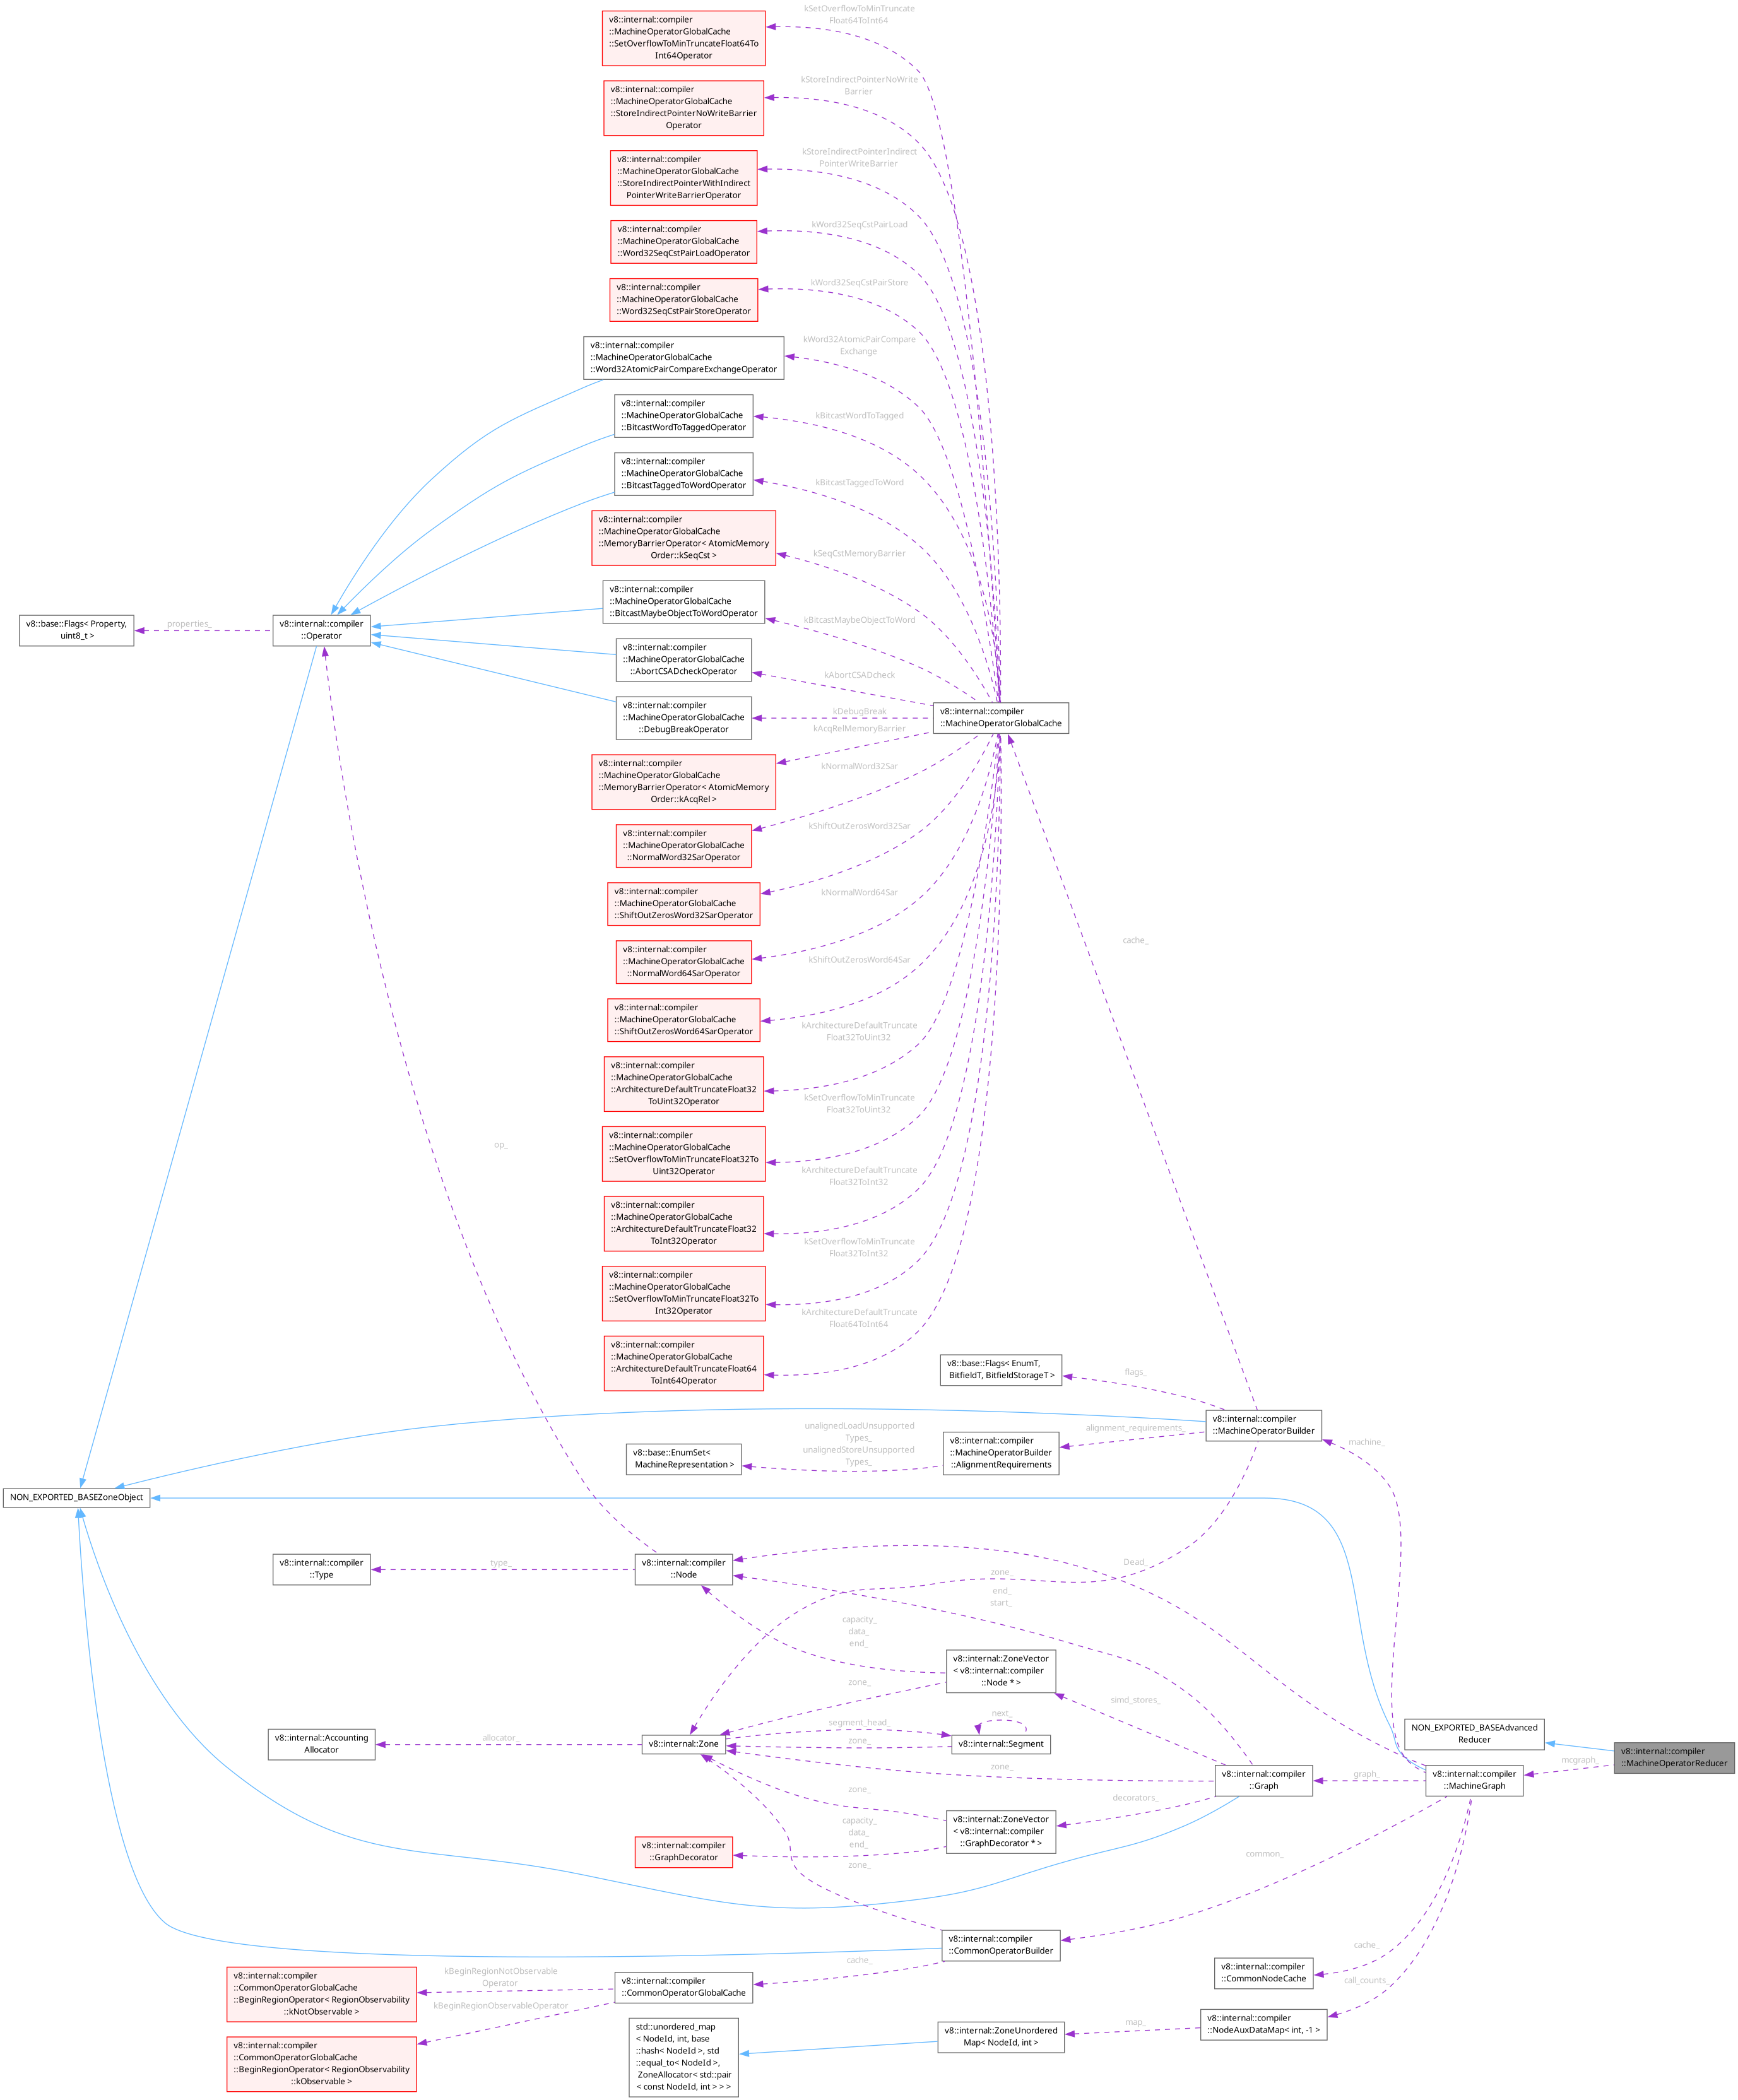 v8::internal::compiler
::MachineOperatorGlobalCache
::SetOverflowToMinTruncateFloat64To
Int64Operator
kSetOverflowToMinTruncate
Float64ToInt64
v8::internal::compiler
::MachineOperatorGlobalCache
::StoreIndirectPointerNoWriteBarrier
Operator
kStoreIndirectPointerNoWrite
Barrier
v8::internal::compiler
::MachineOperatorGlobalCache
::StoreIndirectPointerWithIndirect
PointerWriteBarrierOperator
kStoreIndirectPointerIndirect
PointerWriteBarrier
v8::internal::compiler
::MachineOperatorGlobalCache
::Word32SeqCstPairLoadOperator
kWord32SeqCstPairLoad
v8::internal::compiler
::MachineOperatorGlobalCache
::Word32SeqCstPairStoreOperator
kWord32SeqCstPairStore
v8::internal::compiler
::MachineOperatorGlobalCache
::Word32AtomicPairCompareExchangeOperator
kWord32AtomicPairCompare
Exchange
v8::internal::compiler
::MachineOperatorGlobalCache
::BitcastWordToTaggedOperator
kBitcastWordToTagged
v8::internal::compiler
::MachineOperatorGlobalCache
::BitcastTaggedToWordOperator
kBitcastTaggedToWord
v8::internal::compiler
::MachineOperatorGlobalCache
::MemoryBarrierOperator< AtomicMemory
Order::kSeqCst >
kSeqCstMemoryBarrier
v8::internal::compiler
::MachineOperatorGlobalCache
::BitcastMaybeObjectToWordOperator
kBitcastMaybeObjectToWord
v8::base::Flags< Property,
uint8_t >
properties_
v8::internal::compiler
::Operator
v8::internal::compiler
::MachineOperatorGlobalCache
::AbortCSADcheckOperator
kAbortCSADcheck
v8::internal::compiler
::MachineOperatorGlobalCache
::DebugBreakOperator
kDebugBreak
v8::internal::compiler
::MachineOperatorGlobalCache
kAcqRelMemoryBarrier
v8::internal::compiler
::MachineOperatorGlobalCache
::MemoryBarrierOperator< AtomicMemory
Order::kAcqRel >
kNormalWord32Sar
v8::internal::compiler
::MachineOperatorGlobalCache
::NormalWord32SarOperator
kShiftOutZerosWord32Sar
v8::internal::compiler
::MachineOperatorGlobalCache
::ShiftOutZerosWord32SarOperator
kNormalWord64Sar
v8::internal::compiler
::MachineOperatorGlobalCache
::NormalWord64SarOperator
cache_
kShiftOutZerosWord64Sar
v8::internal::compiler
::MachineOperatorGlobalCache
::ShiftOutZerosWord64SarOperator
kArchitectureDefaultTruncate
Float32ToUint32
v8::internal::compiler
::MachineOperatorGlobalCache
::ArchitectureDefaultTruncateFloat32
ToUint32Operator
kSetOverflowToMinTruncate
Float32ToUint32
op_
v8::internal::compiler
::MachineOperatorGlobalCache
::SetOverflowToMinTruncateFloat32To
Uint32Operator
kArchitectureDefaultTruncate
Float32ToInt32
v8::internal::compiler
::MachineOperatorGlobalCache
::ArchitectureDefaultTruncateFloat32
ToInt32Operator
kSetOverflowToMinTruncate
Float32ToInt32
v8::internal::compiler
::MachineOperatorGlobalCache
::SetOverflowToMinTruncateFloat32To
Int32Operator
kArchitectureDefaultTruncate
Float64ToInt64
v8::internal::compiler
::MachineOperatorGlobalCache
::ArchitectureDefaultTruncateFloat64
ToInt64Operator
v8::base::Flags< EnumT,
BitfieldT, BitfieldStorageT >
flags_
v8::internal::compiler
::MachineOperatorBuilder
alignment_requirements_
machine_
unalignedLoadUnsupported
Types_
unalignedStoreUnsupported
Types_
v8::base::EnumSet<
MachineRepresentation >
v8::internal::compiler
::MachineOperatorBuilder
::AlignmentRequirements
NON_EXPORTED_BASEZoneObject
v8::internal::compiler
::Type
type_
v8::internal::compiler
::Node
zone_
Dead_
end_
start_
capacity_
data_
end_
v8::internal::ZoneVector
< v8::internal::compiler
::Node * >
zone_
simd_stores_
v8::internal::Accounting
Allocator
allocator_
v8::internal::Zone
segment_head_
zone_
next_
v8::internal::Segment
NON_EXPORTED_BASEAdvanced
Reducer
v8::internal::compiler
::MachineOperatorReducer
mcgraph_
zone_
v8::internal::compiler
::Graph
graph_
v8::internal::compiler
::MachineGraph
zone_
decorators_
capacity_
data_
end_
v8::internal::ZoneVector
< v8::internal::compiler
::GraphDecorator * >
v8::internal::compiler
::GraphDecorator
zone_
common_
v8::internal::compiler
::CommonOperatorBuilder
cache_
cache_
v8::internal::compiler
::CommonNodeCache
call_counts_
kBeginRegionNotObservable
Operator
v8::internal::compiler
::CommonOperatorGlobalCache
::BeginRegionOperator< RegionObservability
::kNotObservable >
v8::internal::compiler
::CommonOperatorGlobalCache
kBeginRegionObservableOperator
v8::internal::compiler
::CommonOperatorGlobalCache
::BeginRegionOperator< RegionObservability
::kObservable >
std::unordered_map
< NodeId, int, base
::hash< NodeId >, std
::equal_to< NodeId >,
ZoneAllocator< std::pair
< const NodeId, int > > >
v8::internal::ZoneUnordered
Map< NodeId, int >
map_
v8::internal::compiler
::NodeAuxDataMap< int, -1 >